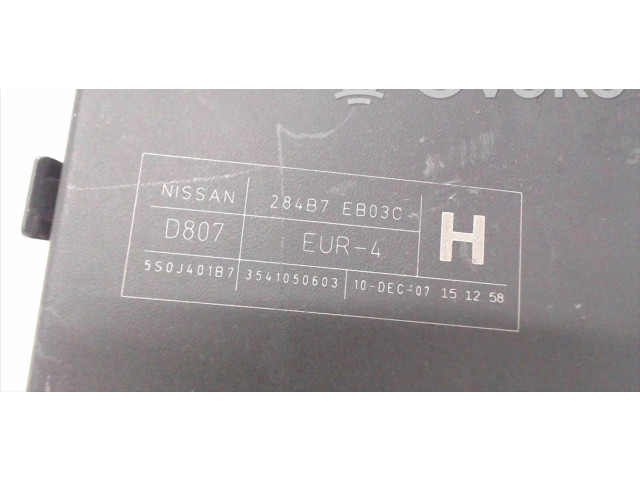 NISSAN 284B7 EB03C H
D807 EUR-4
5S0J401B7 3541050603 10-DEC-07 15 12 58